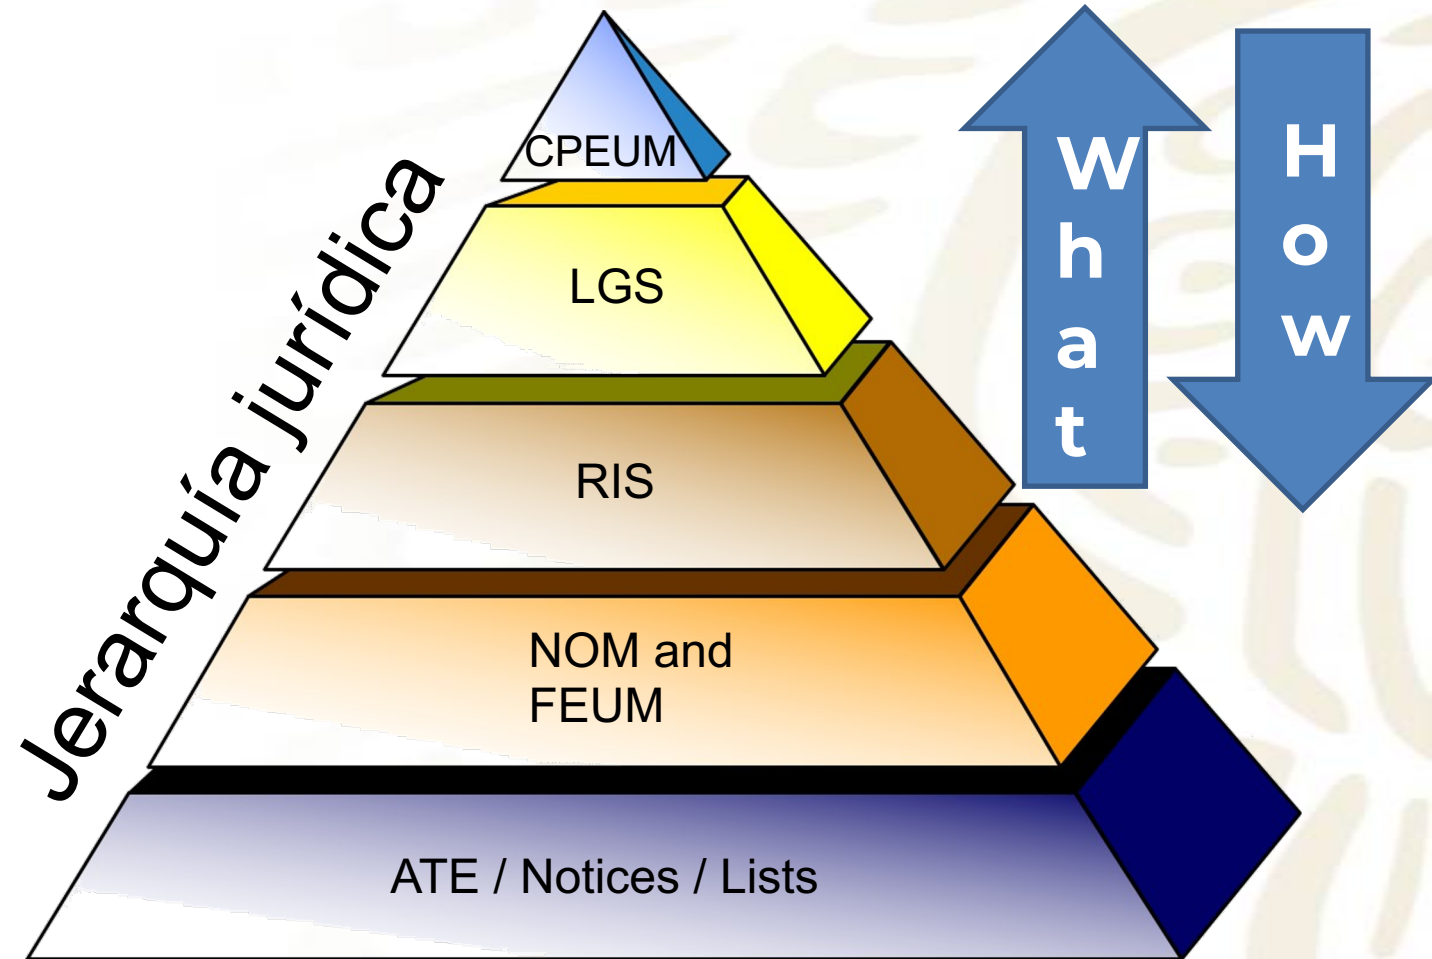 Jerarquía jurídica
CPEUM
LGS
RIS
NOM and
FEUM
ATE / Notices / Lists
What
How